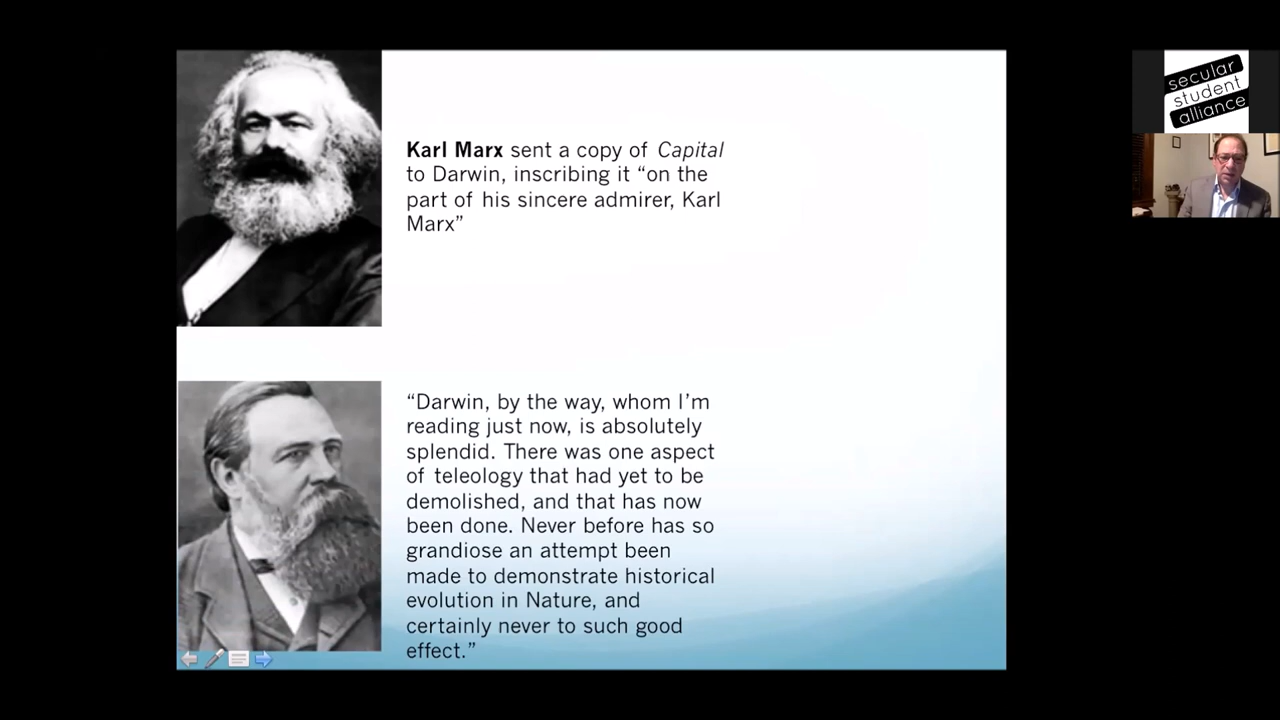 Karl Marx sent a copy of Capital
to Darwin, inscribing it “on the
part of his sincere admirer, Karl
Marx”
“Darwin, by the way, whom I’m
reading just now, is absolutely
splendid. There was one aspect
of teleology that had yet to be
demolished, and that has now
been done. Never before has so
grandiose an attempt been
made to demonstrate historical
evolution in Nature, and
certainly never to such good
effect.”
secular
student
alliance